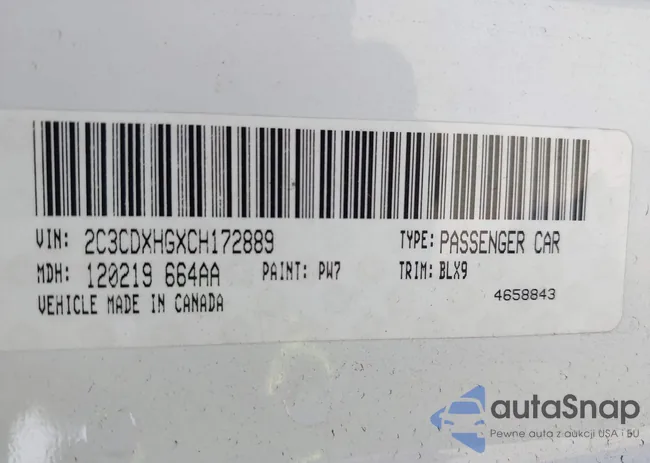 VIN: 2C3CDXHGXCH172889 TYPE: PASSENGER CAR
MDH: 120219 664AA PAINT: PW7 TRIM: BLX9
VEHICLE MADE IN CANADA 4658843
autaSnap
Pewne auta z aukcji USA i EU